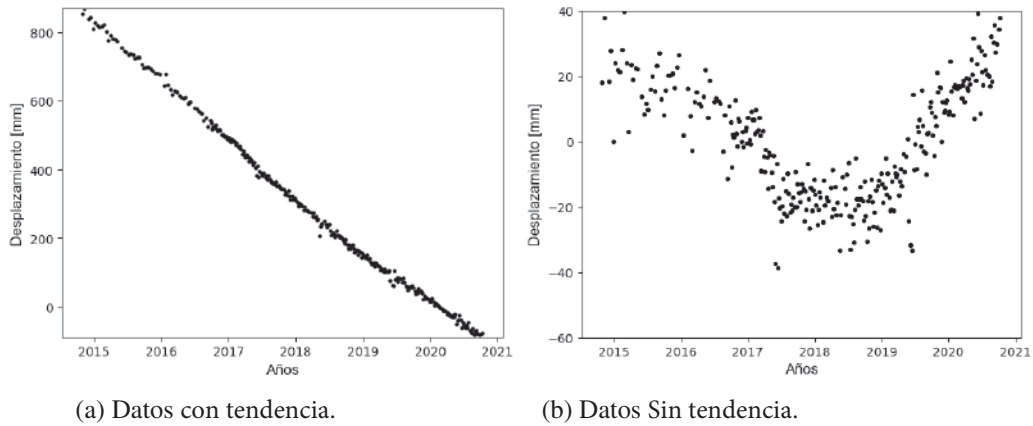 800
600
400
200
0
Desplazamiento [mm]
2015 2016 2017 2018 2019 2020 2021
Años
(a) Datos con tendencia.
40
20
0
−20
−40
−60
Desplazamiento [mm]
2015 2016 2017 2018 2019 2020 2021
Años
(b) Datos Sin tendencia.